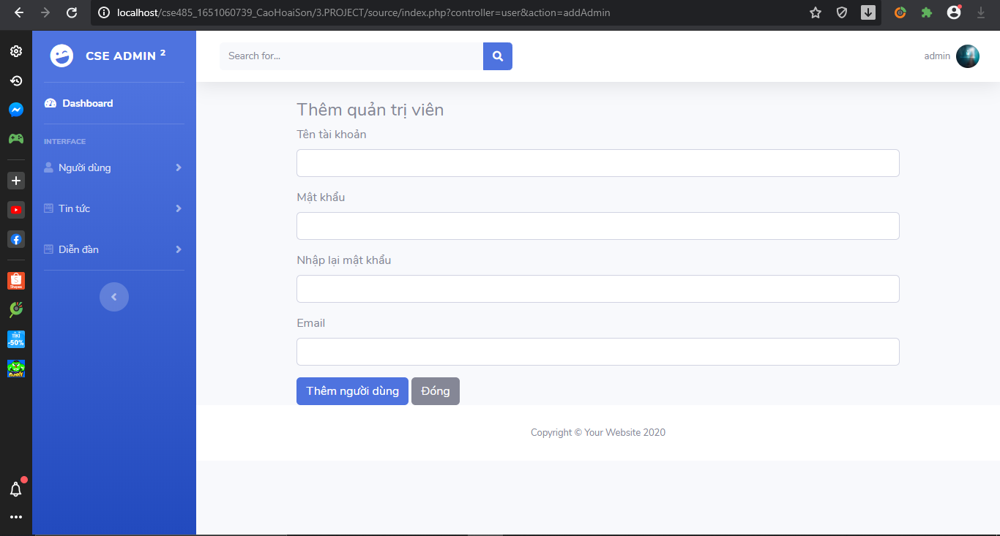 localhost/cse485_1651060739_CaoHoaiSon/3.PROJECT/source/index.php?controller=user&action=addAdmin
CSE ADMIN 2
Search for...
admin
Dashboard
INTERFACE
Người dùng
Tin tức
Diễn đàn
Thêm quản trị viên
Tên tài khoản
Mật khẩu
Nhập lại mật khẩu
Email
Thêm người dùng Đóng
Copyright © Your Website 2020
Shopee
TIKI
-50%